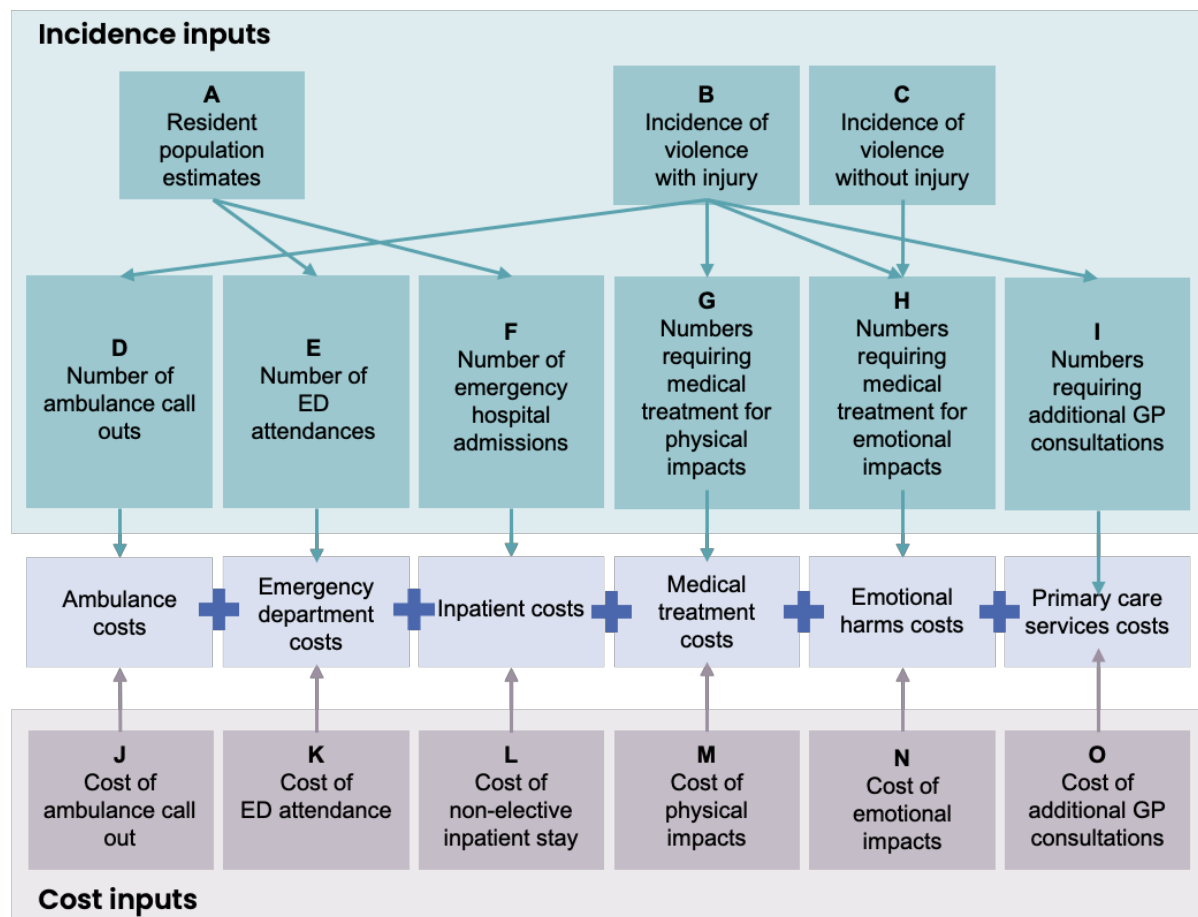 Incidence inputs
A
Resident
population
estimates
B
Incidence of
violence
with injury
C
Incidence of
violence
without injury
D
Number of
ambulance call
outs
E
Number of
ED
attendances
F
Number of
emergency
hospital
admissions
G
Numbers
requiring
medical
treatment for
physical
impacts
H
Numbers
requiring
medical
treatment for
emotional
impacts
I
Numbers
requiring
additional GP
consultations
Ambulance
costs
Emergency
department
costs
Inpatient costs
Medical
treatment
costs
Emotional
harms costs
Primary care
services costs
J
Cost of
ambulance call
out
K
Cost of
ED attendance
L
Cost of
non-elective
inpatient stay
M
Cost of
physical
impacts
N
Cost of
emotional
impacts
O
Cost of
additional GP
consultations
Cost inputs